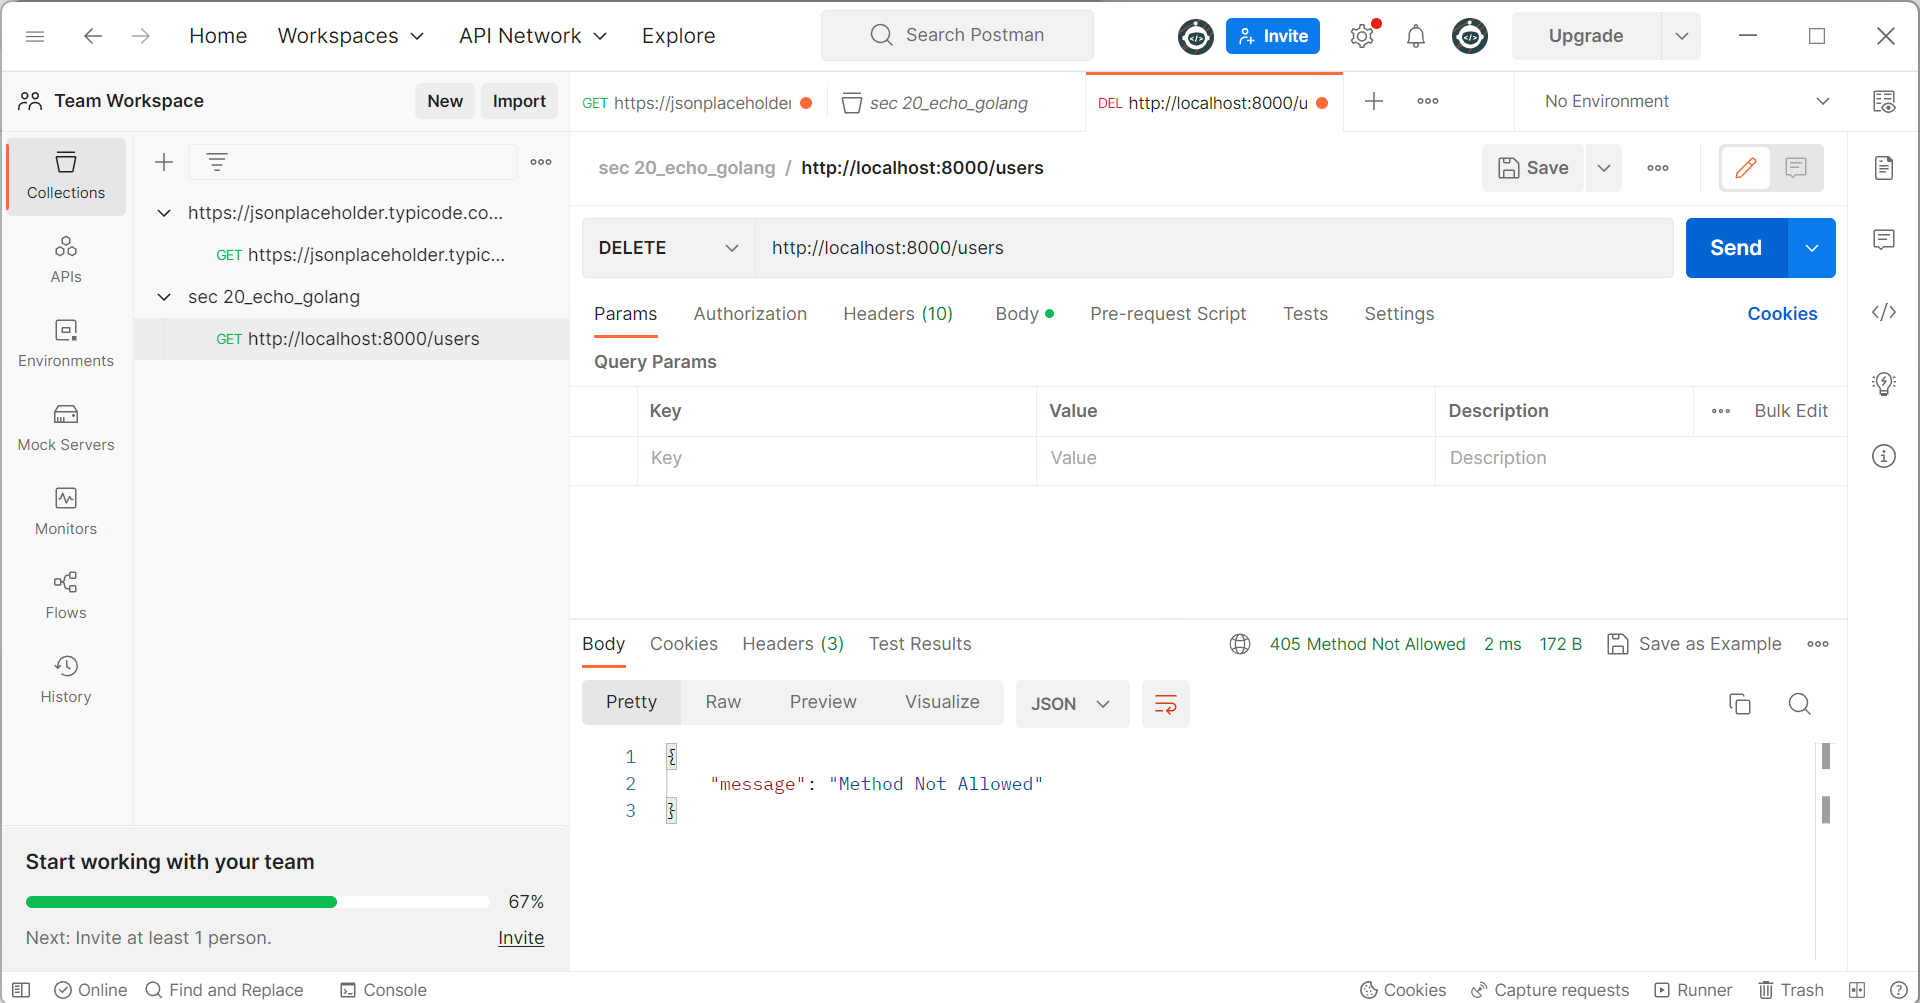 Home
Workspaces
API Network
Explore
Search Postman
Invite
Upgrade
Team Workspace
New
Import
GET https://jsonplaceholder
sec 20_echo_golang
DEL http://localhost:8000/u
No Environment
Collections
APIs
Environments
Mock Servers
Monitors
Flows
History
https://jsonplaceholder.typicode.co...
GET https://jsonplaceholder.typic...
sec 20_echo_golang
GET http://localhost:8000/users
sec 20_echo_golang / http://localhost:8000/users
Save
DELETE
http://localhost:8000/users
Send
Params
Authorization
Headers (10)
Body
Pre-request Script
Tests
Settings
Cookies
Query Params
Key
Value
Description
Bulk Edit
Key
Value
Description
Body
Cookies
Headers (3)
Test Results
405 Method Not Allowed
2 ms
172 B
Save as Example
Pretty
Raw
Preview
Visualize
JSON
1 {
2 "message": "Method Not Allowed"
3 }
Start working with your team
67%
Next: Invite at least 1 person.
Invite
Online
Find and Replace
Console
Cookies
Capture requests
Runner
Trash